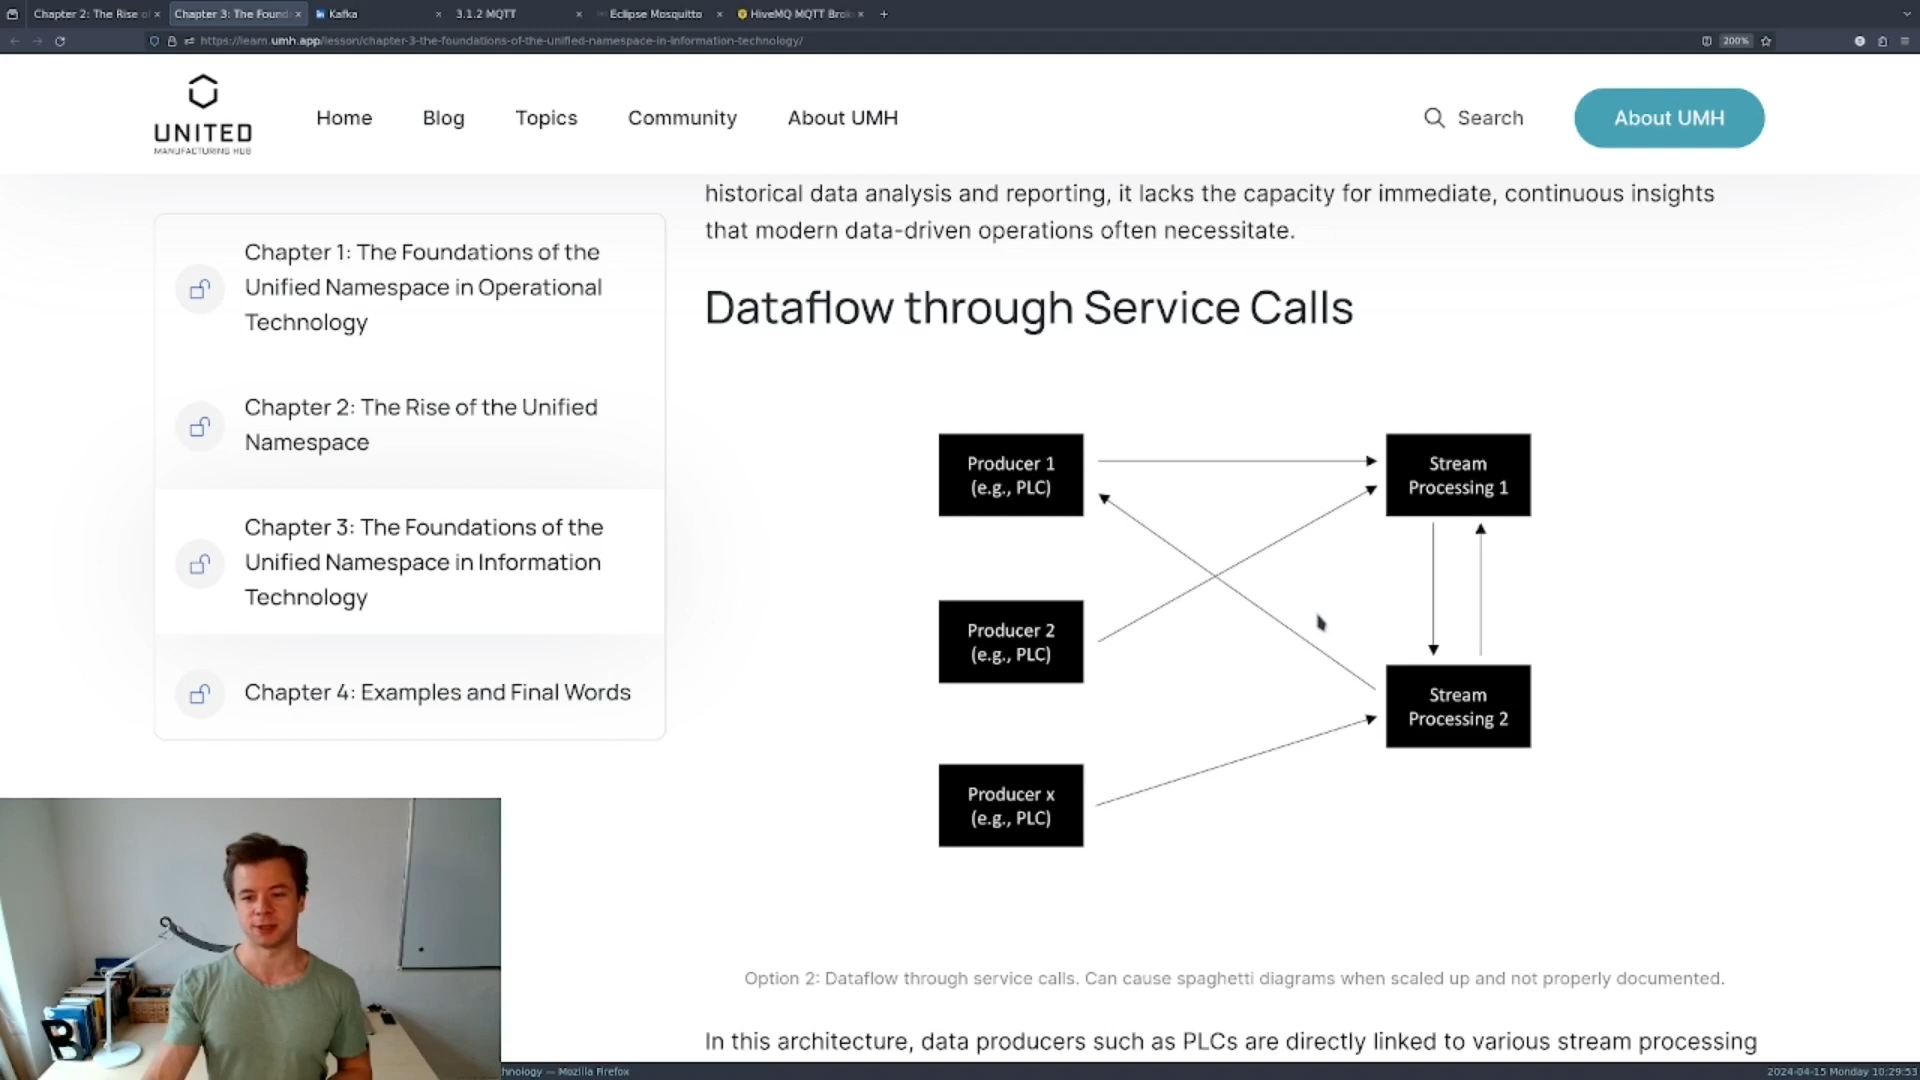 Chapter 2: The Rise o
Chapter 3: The Found
Kafka
3.1.2 MQTT
Eclipse Mosquitto
HiveMQ MQTT Bro
https://learn.umh.app/lesson/chapter-3-the-foundations-of-the-unified-namespace-in-information-technology/
200%
UNITED
MANUFACTURING HUB
Home
Blog
Topics
Community
About UMH
Search
About UMH
historical data analysis and reporting, it lacks the capacity for immediate, continuous insights
that modern data-driven operations often necessitate.
Chapter 1: The Foundations of the
Unified Namespace in Operational
Technology
Chapter 2: The Rise of the Unified
Namespace
Chapter 3: The Foundations of the
Unified Namespace in Information
Technology
Chapter 4: Examples and Final Words
Dataflow through Service Calls
Producer 1
(e.g., PLC)
Stream
Processing 1
Producer 2
(e.g., PLC)
Stream
Processing 2
Producer x
(e.g., PLC)
Option 2: Dataflow through service calls. Can cause spaghetti diagrams when scaled up and not properly documented.
In this architecture, data producers such as PLCs are directly linked to various stream processing
B
hnology — Mozilla Firefox
2024-04-15 Monday 10:29:53